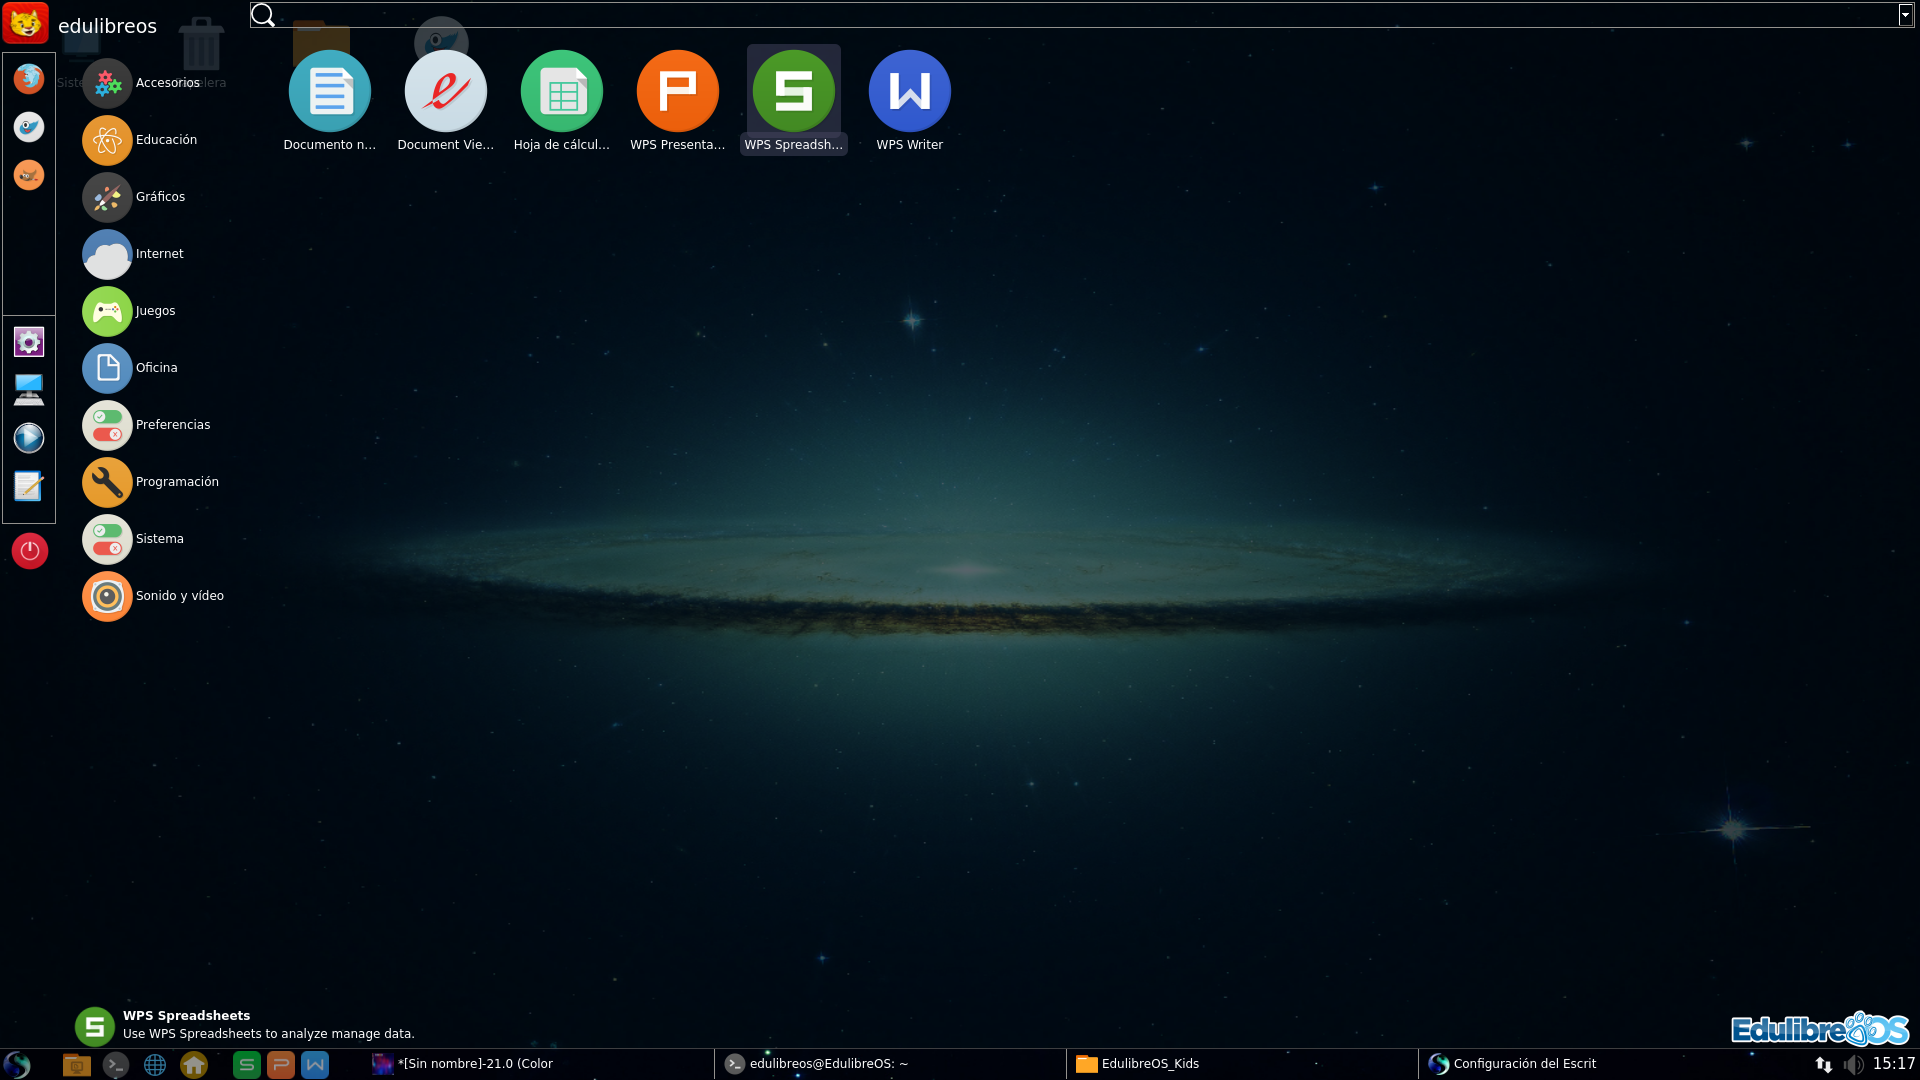 edulibreos
Sistema
Papelera
Documento n...
Document Vie...
Hoja de cálcul...
WPS Presenta...
WPS Spreadsh...
WPS Writer
Accesorios
Educación
Gráficos
Internet
Juegos
Oficina
Preferencias
Programación
Sistema
Sonido y vídeo
WPS Spreadsheets
Use WPS Spreadsheets to analyze manage data.
EdulibreOS
*[Sin nombre]-21.0 (Color
edulibreos@EdulibreOS: ~
EdulibreOS_Kids
Configuración del Escrit
15:17